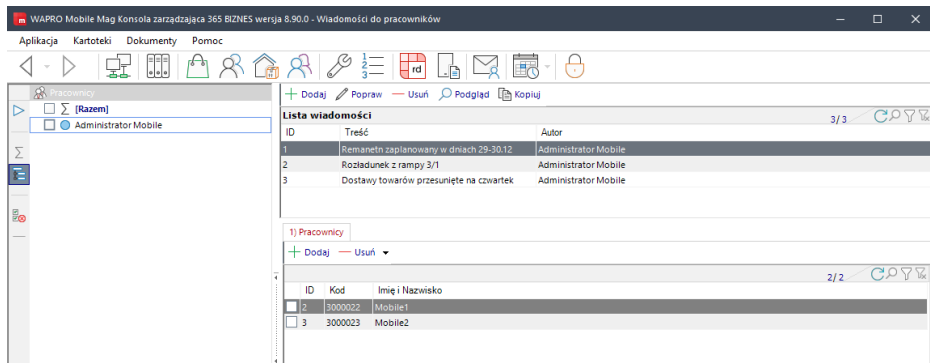 WAPRO Mobile Mag Konsola zarządzająca 365 BIZNES wersja 8.90.0 - Wiadomości do pracowników
Aplikacja Kartoteki Dokumenty Pomoc
rd
Pracownicy
∑ [Razem]
Administrator Mobile
Dodaj Popraw Usuń Podgląd Kopiuj
Lista wiadomości 3/3
ID Treść Autor
1 Remanetn zaplanowany w dniach 29-30.12 Administrator Mobile
2 Rozładunek z rampy 3/1 Administrator Mobile
3 Dostawy towarów przesunięte na czwartek Administrator Mobile
1) Pracownicy
Dodaj Usuń
2/2
ID Kod Imię i Nazwisko
2 3000022 Mobile1
3 3000023 Mobile2